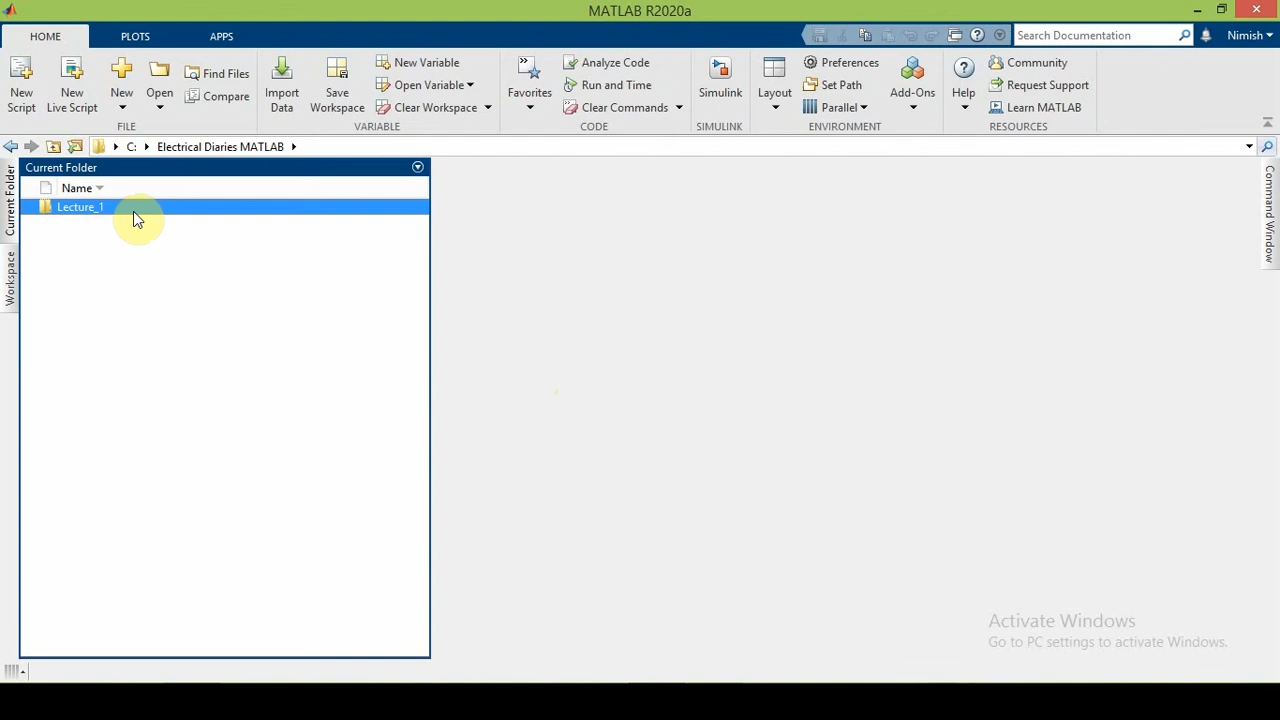 MATLAB R2020a
HOME PLOTS APPS
Search Documentation
Nimish
New Script
New Live Script
New
Open
Find Files
Compare
FILE
Import Data
Save Workspace
New Variable
Open Variable
Clear Workspace
VARIABLE
Favorites
Analyze Code
Run and Time
Clear Commands
CODE
Simulink
SIMULINK
Layout
Preferences
Set Path
Parallel
Add-Ons
ENVIRONMENT
Help
Community
Request Support
Learn MATLAB
RESOURCES
C: Electrical Diaries MATLAB
Current Folder
Current Folder
Workspace
Name
Lecture_1
Command Window
Activate Windows
Go to PC settings to activate Windows.